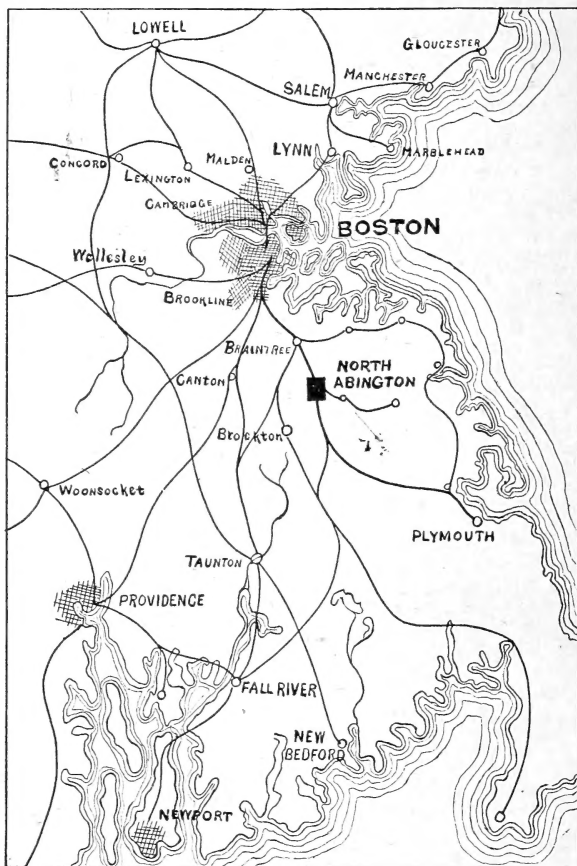 LOWELL
GLOUCESTER
MANCHESTER
SALEM
LYNN
MARBLEHEAD
MALDEN
CONCORD
LEXINGTON
CAMBRIDGE
BOSTON
Wellesley
BROOKLINE
BRAINTREE
NORTH
ABINGTON
CANTON
BROCKTON
WOONSOCKET
PLYMOUTH
TAUNTON
PROVIDENCE
FALL RIVER
NEW
BEDFORD
NEWPORT